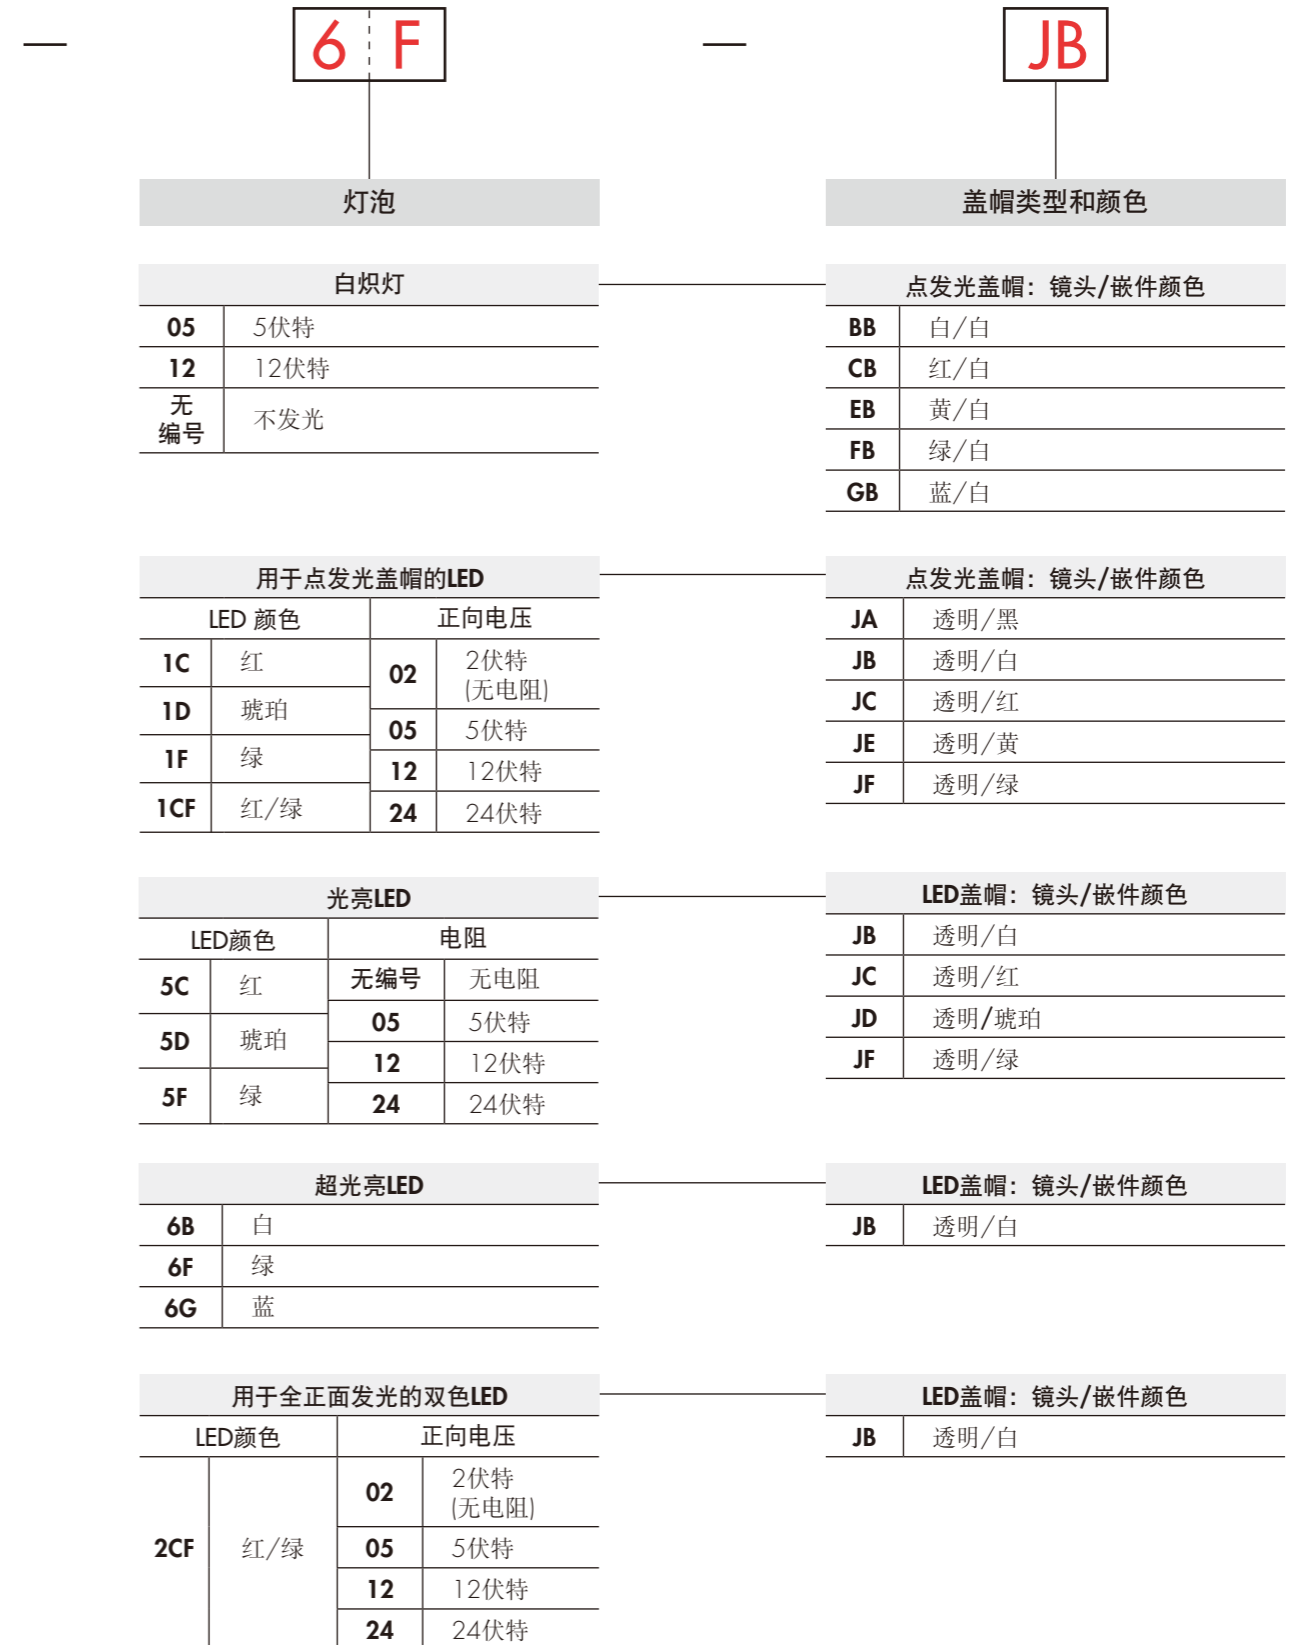 — 6 F — JB
灯泡
白炽灯
05 5伏特
12 12伏特
无
编号 不发光
用于点发光盖帽的LED
LED 颜色 正向电压
1C 红
1D 琥珀
1F 绿
1CF 红/绿
02 2伏特
(无电阻)
05 5伏特
12 12伏特
24 24伏特
光亮LED
LED颜色 电阻
5C 红
5D 琥珀
5F 绿
无编号 无电阻
05 5伏特
12 12伏特
24 24伏特
超光亮LED
6B 白
6F 绿
6G 蓝
用于全正面发光的双色LED
LED颜色 正向电压
2CF 红/绿
02 2伏特
(无电阻)
05 5伏特
12 12伏特
24 24伏特
盖帽类型和颜色
点发光盖帽：镜头/嵌件颜色
BB 白/白
CB 红/白
EB 黄/白
FB 绿/白
GB 蓝/白
点发光盖帽：镜头/嵌件颜色
JA 透明/黑
JB 透明/白
JC 透明/红
JE 透明/黄
JF 透明/绿
LED盖帽：镜头/嵌件颜色
JB 透明/白
JC 透明/红
JD 透明/琥珀
JF 透明/绿
LED盖帽：镜头/嵌件颜色
JB 透明/白
LED盖帽：镜头/嵌件颜色
JB 透明/白